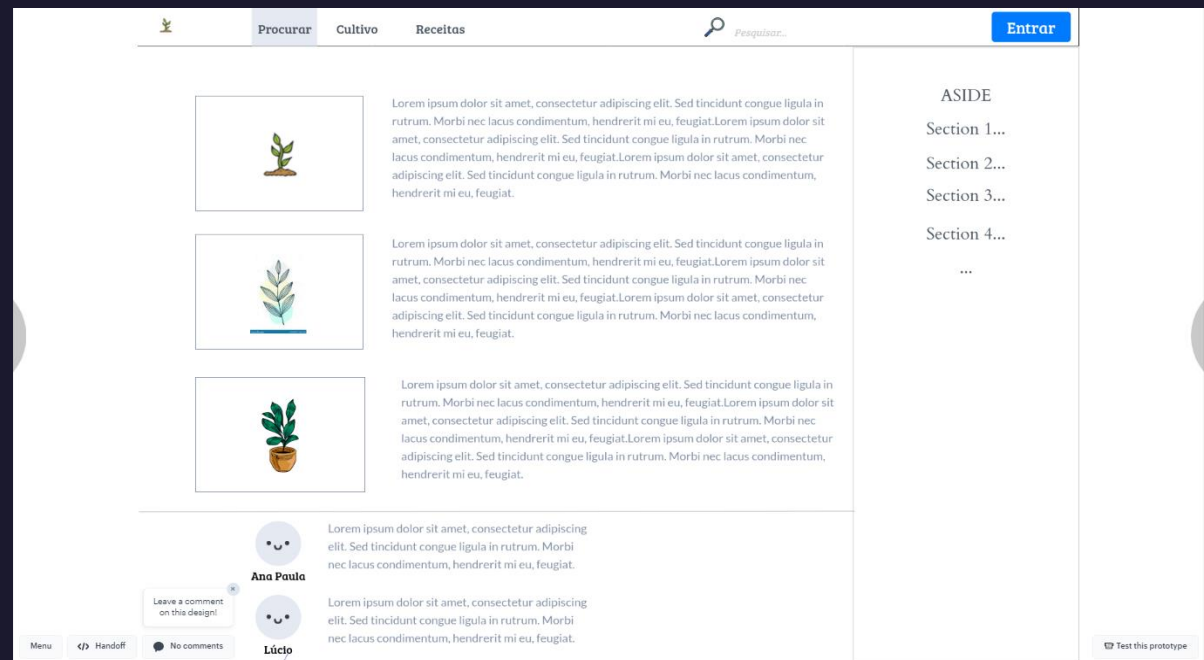 Procurar
Cultivo
Receitas
Pesquisar...
Entrar
Lorem ipsum dolor sit amet, consectetur adipiscing elit. Sed tincidunt congue ligula in
rutrum. Morbi nec lacus condimentum, hendrerit mi eu, feugiat.Lorem ipsum dolor sit
amet, consectetur adipiscing elit. Sed tincidunt congue ligula in rutrum. Morbi nec
lacus condimentum, hendrerit mi eu, feugiat.Lorem ipsum dolor sit amet, consectetur
adipiscing elit. Sed tincidunt congue ligula in rutrum. Morbi nec lacus condimentum,
hendrerit mi eu, feugiat.
Lorem ipsum dolor sit amet, consectetur adipiscing elit. Sed tincidunt congue ligula in
rutrum. Morbi nec lacus condimentum, hendrerit mi eu, feugiat.Lorem ipsum dolor sit
amet, consectetur adipiscing elit. Sed tincidunt congue ligula in rutrum. Morbi nec
lacus condimentum, hendrerit mi eu, feugiat.Lorem ipsum dolor sit amet, consectetur
adipiscing elit. Sed tincidunt congue ligula in rutrum. Morbi nec lacus condimentum,
hendrerit mi eu, feugiat.
Lorem ipsum dolor sit amet, consectetur adipiscing elit. Sed tincidunt congue ligula in
rutrum. Morbi nec lacus condimentum, hendrerit mi eu, feugiat.Lorem ipsum dolor sit
amet, consectetur adipiscing elit. Sed tincidunt congue ligula in rutrum. Morbi nec
lacus condimentum, hendrerit mi eu, feugiat.Lorem ipsum dolor sit amet, consectetur
adipiscing elit. Sed tincidunt congue ligula in rutrum. Morbi nec lacus condimentum,
hendrerit mi eu, feugiat.
ASIDE
Section 1...
Section 2...
Section 3...
Section 4...
...
Ana Paula
Lorem ipsum dolor sit amet, consectetur adipiscing
elit. Sed tincidunt congue ligula in rutrum. Morbi
nec lacus condimentum, hendrerit mi eu, feugiat.
Lúcio
Lorem ipsum dolor sit amet, consectetur adipiscing
elit. Sed tincidunt congue ligula in rutrum. Morbi
nec lacus condimentum, hendrerit mi eu, feugiat.
Leave a comment
on this design!
Menu
</> Handoff
No comments
Test this prototype